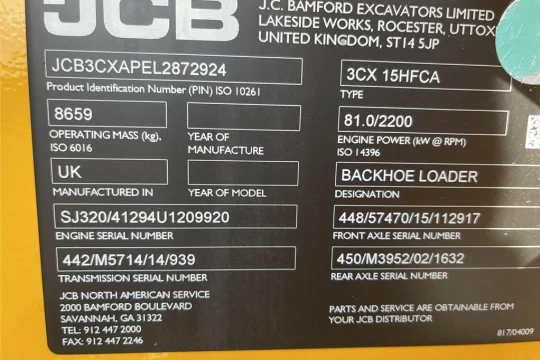 JCB
J.C. BAMFORD EXCAVATORS LIMITED
LAKESIDE WORKS, ROCESTER,
UNITED KINGDOM, ST14 5JP
JCB3CXAPEL2872924
Product Identification Number (PIN) ISO 10261
3CX 15HFCA
TYPE
8659
OPERATING MASS (kg),
ISO 6016
YEAR OF
MANUFACTURE
81.0/2200
ENGINE POWER (kW @ RPM)
ISO 14396
UK
MANUFACTURED IN
YEAR OF MODEL
BACKHOE LOADER
DESIGNATION
SJ320/41294U1209920
ENGINE SERIAL NUMBER
448/57470/15/112917
FRONT AXLE SERIAL NUMBER
442/M5714/14/939
TRANSMISSION SERIAL NUMBER
450/M3952/02/1632
REAR AXLE SERIAL NUMBER
JCB NORTH AMERICAN SERVICE
2000 BAMFORD BOULEVARD
SAVANNAH, GA 31322
TEL: 912 447 2000
FAX: 912 447 2246
PARTS AND SERVICE ARE OBTAINABLE FROM
YOUR JCB DISTRIBUTOR
817/04009